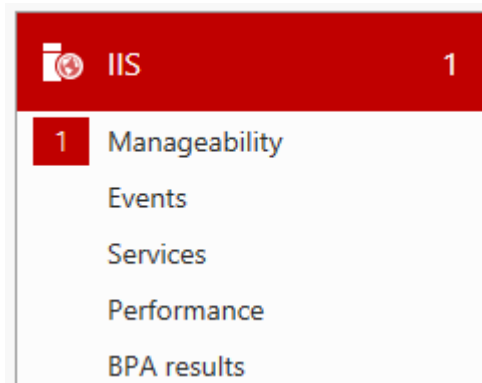 IIS 1
1 Manageability
Events
Services
Performance
BPA results